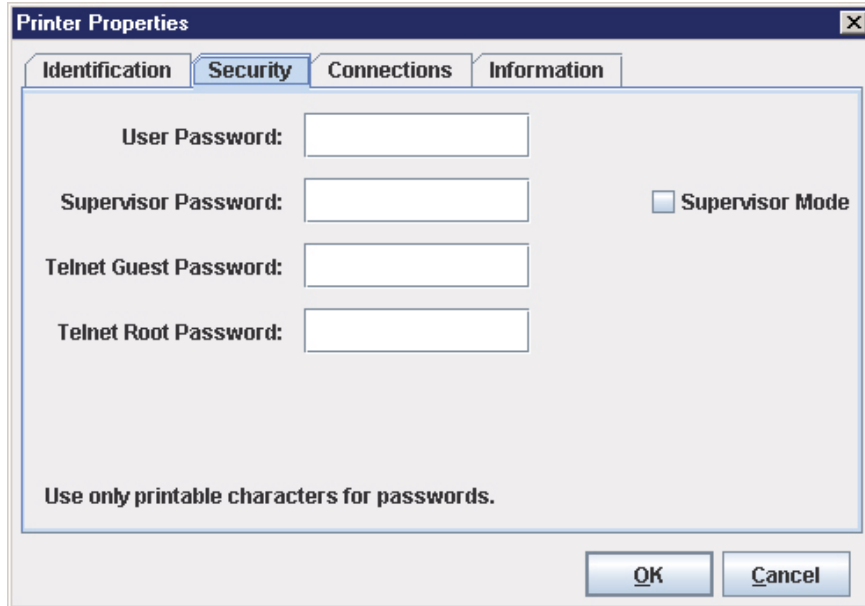 Printer Properties
Identification Security Connections Information
User Password:
Supervisor Password: Supervisor Mode
Telnet Guest Password:
Telnet Root Password:
Use only printable characters for passwords.
OK Cancel